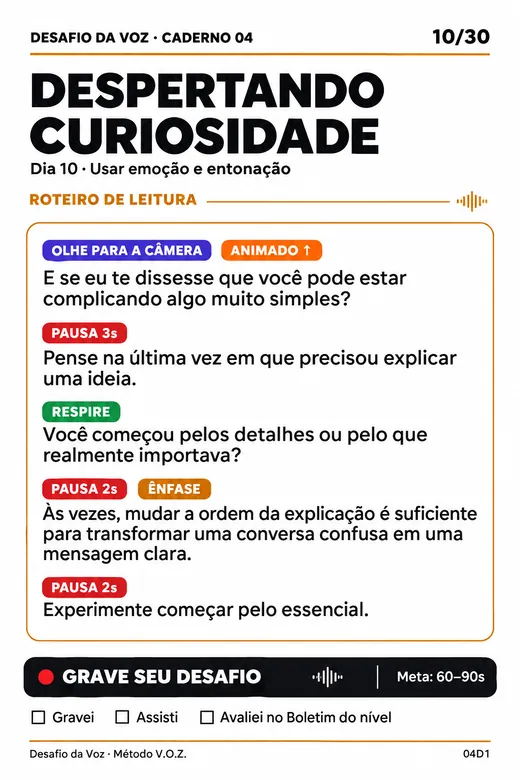 DESAFIO DA VOZ · CADERNO 04
10/30
DESPERTANDO
CURIOSIDADE
Dia 10 · Usar emoção e entonação
ROTEIRO DE LEITURA
OLHE PARA A CÂMERA ANIMADO ↑
E se eu te dissesse que você pode estar
complicando algo muito simples?
PAUSA 3s
Pense na última vez em que precisou explicar
uma ideia.
RESPIRE
Você começou pelos detalhes ou pelo que
realmente importava?
PAUSA 2s ÊNFASE
Às vezes, mudar a ordem da explicação é suficiente
para transformar uma conversa confusa em uma
mensagem clara.
PAUSA 2s
Experimente começar pelo essencial.
GRAVE SEU DESAFIO
Meta: 60–90s
Gravei Assisti Avaliei no Boletim do nível
Desafio da Voz · Método V.O.Z.
04D1